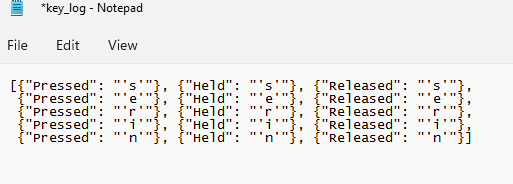 *key_log - Notepad
File Edit View
[{"Pressed": "'s'"}, {"Held": "'s'"}, {"Released": "'s'"},
{"Pressed": "'e'"}, {"Held": "'e'"}, {"Released": "'e'"},
{"Pressed": "'r'"}, {"Held": "'r'"}, {"Released": "'r'"},
{"Pressed": "'i'"}, {"Held": "'i'"}, {"Released": "'i'"},
{"Pressed": "'n'"}, {"Held": "'n'"}, {"Released": "'n'"}]